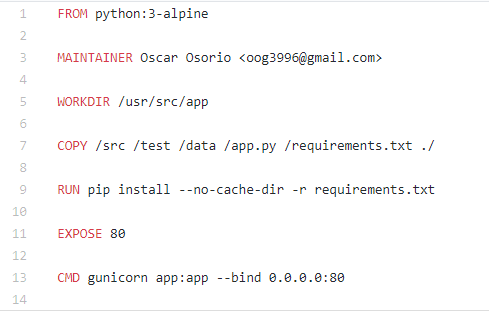 1 FROM python:3-alpine
2
3 MAINTAINER Oscar Osorio <oog3996@gmail.com>
4
5 WORKDIR /usr/src/app
6
7 COPY /src /test /data /app.py /requirements.txt ./
8
9 RUN pip install --no-cache-dir -r requirements.txt
10
11 EXPOSE 80
12
13 CMD gunicorn app:app --bind 0.0.0.0:80
14